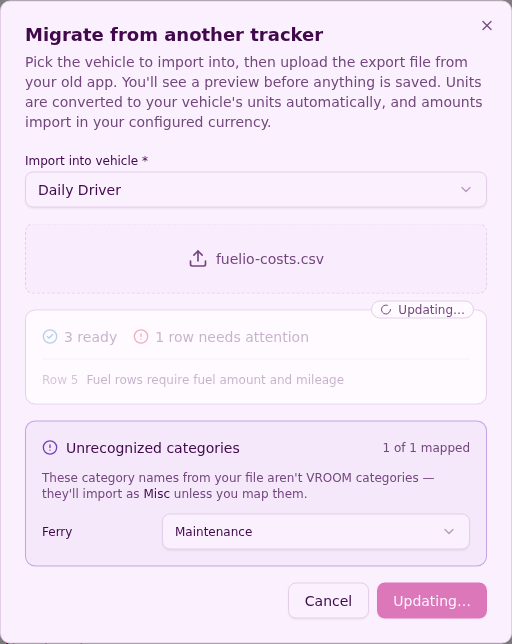 Migrate from another tracker
Pick the vehicle to import into, then upload the export file from
your old app. You'll see a preview before anything is saved. Units
are converted to your vehicle's units automatically, and amounts
import in your configured currency.
Import into vehicle *
Daily Driver
fuelio-costs.csv
Updating...
3 ready
1 row needs attention
Row 5 Fuel rows require fuel amount and mileage
Unrecognized categories
1 of 1 mapped
These category names from your file aren't VROOM categories —
they'll import as Misc unless you map them.
Ferry
Maintenance
Cancel
Updating...